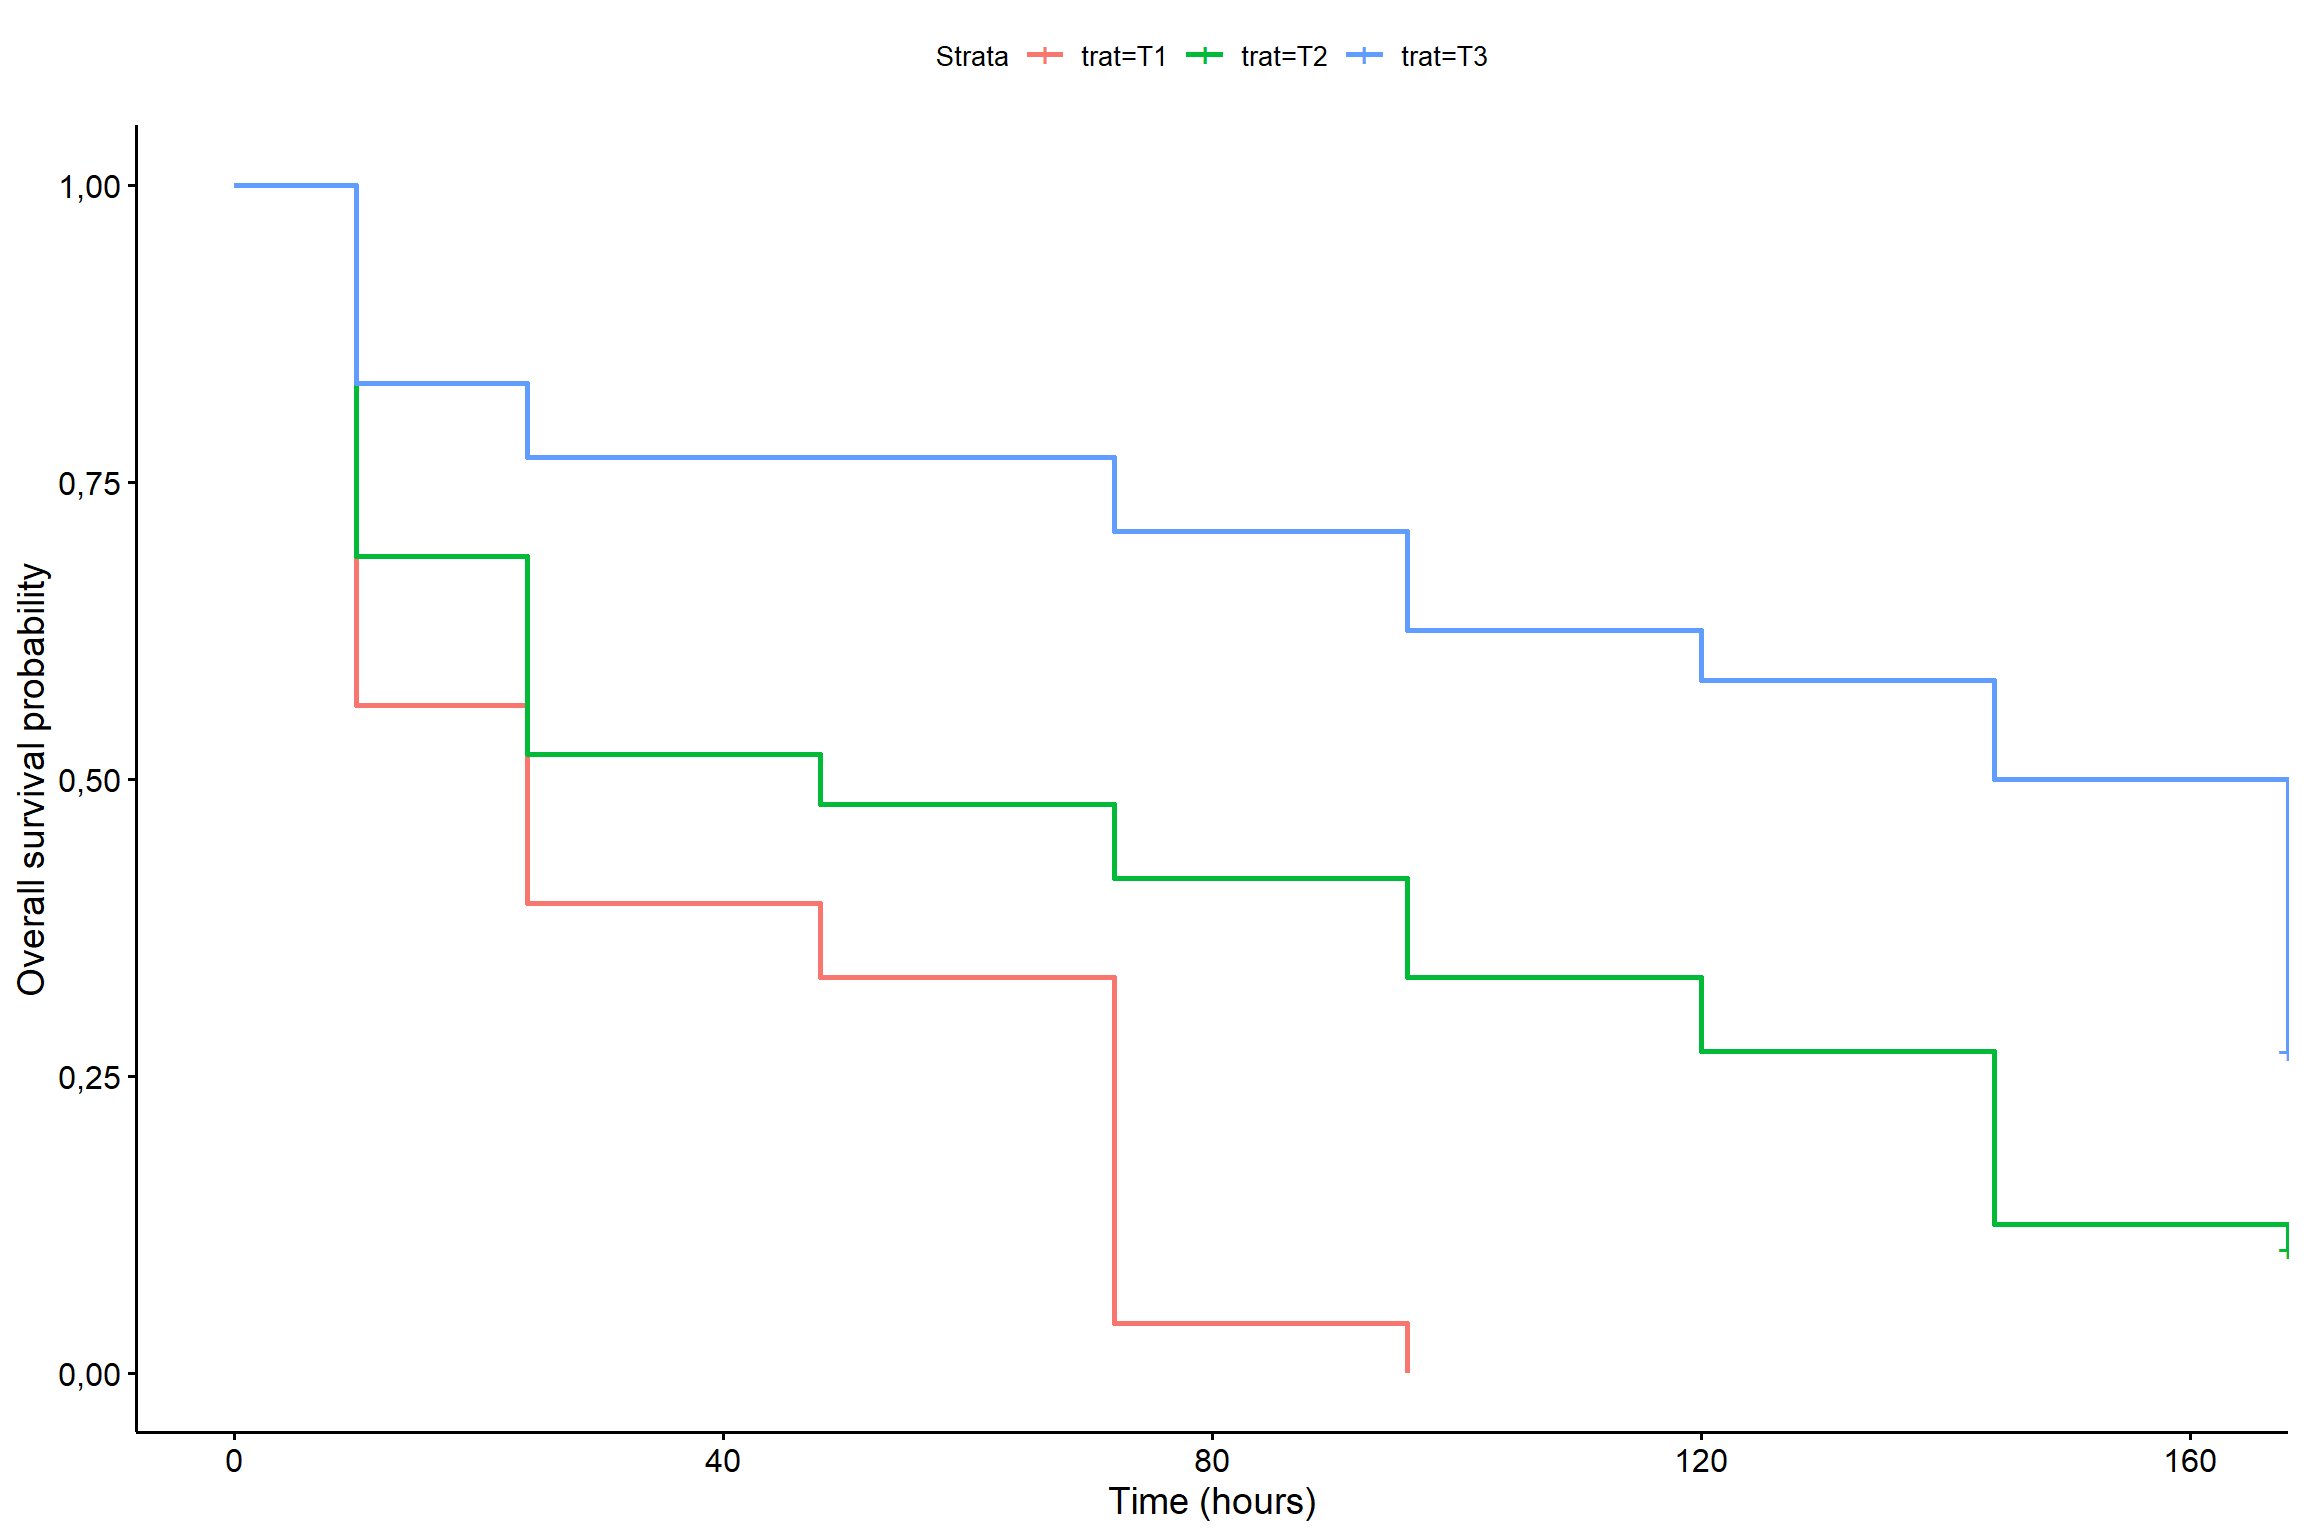 Strata trat=T1 trat=T2 trat=T3
Overall survival probability
1,00
0,75
0,50
0,25
0,00
0 40 80 120 160
Time (hours)